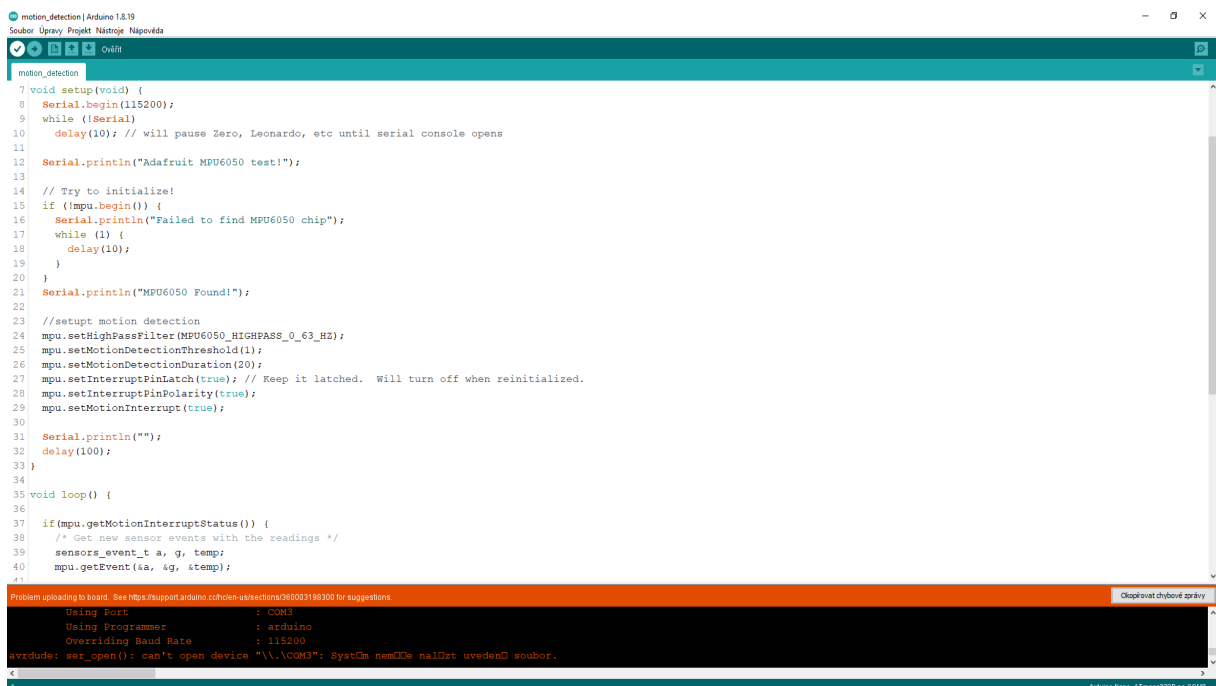 motion_detection | Arduino 1.8.19
Soubor Úpravy Projekt Nástroje Nápověda
Ověřit
motion_detection
7 void setup(void) {
8 Serial.begin(115200);
9 while (!Serial)
10 delay(10); // will pause Zero, Leonardo, etc until serial console opens
11
12 Serial.println("Adafruit MPU6050 test!");
13
14 // Try to initialize!
15 if (!mpu.begin()) {
16 Serial.println("Failed to find MPU6050 chip");
17 while (1) {
18 delay(10);
19 }
20 }
21 Serial.println("MPU6050 Found!");
22
23 //setupt motion detection
24 mpu.setHighPassFilter(MPU6050_HIGHPASS_0_63_HZ);
25 mpu.setMotionDetectionThreshold(1);
26 mpu.setMotionDetectionDuration(20);
27 mpu.setInterruptPinLatch(true); // Keep it latched. Will turn off when reinitialized.
28 mpu.setInterruptPinPolarity(true);
29 mpu.setMotionInterrupt(true);
30
31 Serial.println("");
32 delay(100);
33 }
34
35 void loop() {
36
37 if(mpu.getMotionInterruptStatus()) {
38 /* Get new sensor events with the readings */
39 sensors_event_t a, g, temp;
40 mpu.getEvent(&a, &g, &temp);
41
Problem uploading to board. See https://support.arduino.cc/hc/en-us/sections/360003198300 for suggestions.
Okopírovat chybové zprávy
Using Port : COM3
Using Programmer : arduino
Overriding Baud Rate : 115200
avrdude: ser_open(): can't open device "\\.\COM3": Syst□m nem□□e nal□zt uveden□ soubor.